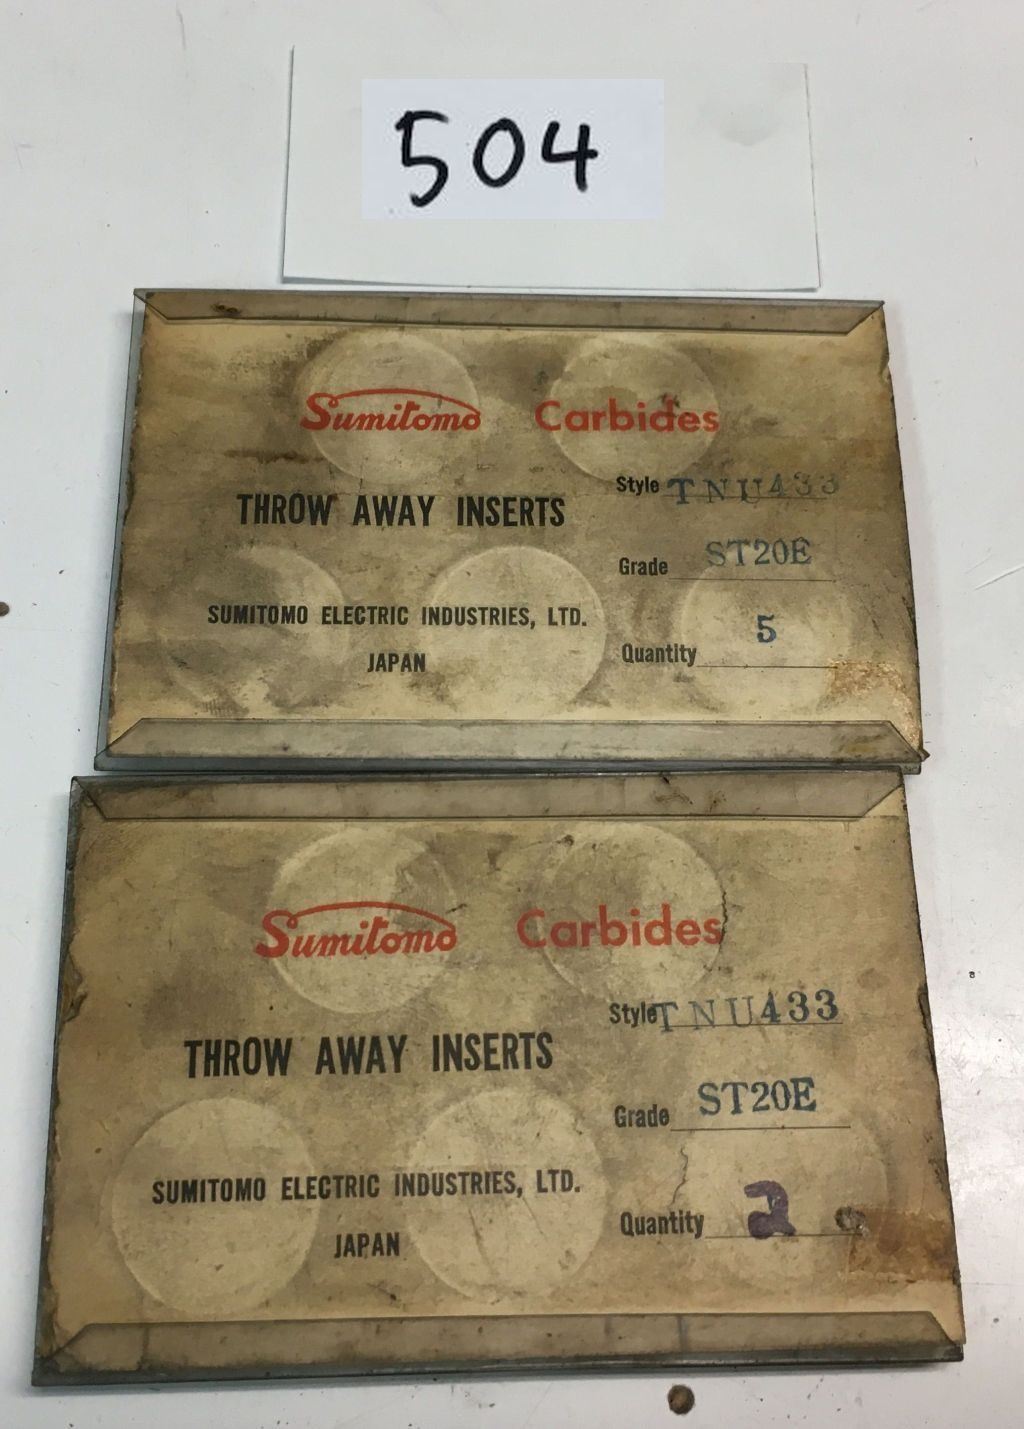 504
Sumitomo Carbides
Style TNU433
THROW AWAY INSERTS
Grade ST20E
SUMITOMO ELECTRIC INDUSTRIES, LTD.
JAPAN
Quantity 5
Sumitomo Carbides
Style TNU433
THROW AWAY INSERTS
Grade ST20E
SUMITOMO ELECTRIC INDUSTRIES, LTD.
JAPAN
Quantity 2